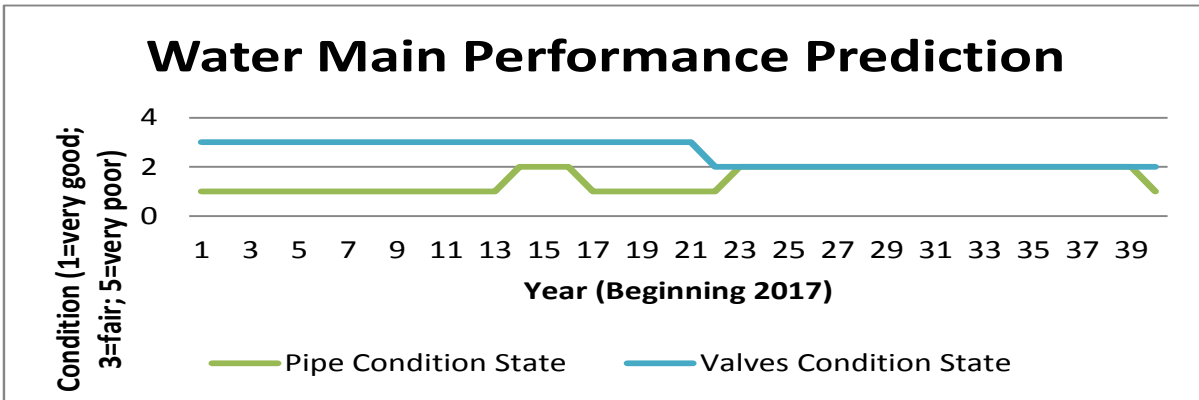 Water Main Performance Prediction
Condition (1=very good;
3=fair; 5=very poor)
4
2
0
1 3 5 7 9 11 13 15 17 19 21 23 25 27 29 31 33 35 37 39
Year (Beginning 2017)
Pipe Condition State Valves Condition State